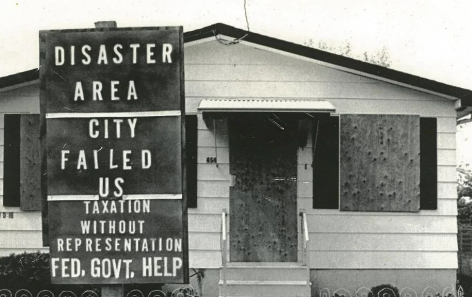 DISASTER
AREA
CITY
FAILED
US
TAXATION
WITHOUT
REPRESENTATION
FED. GOVT. HELP